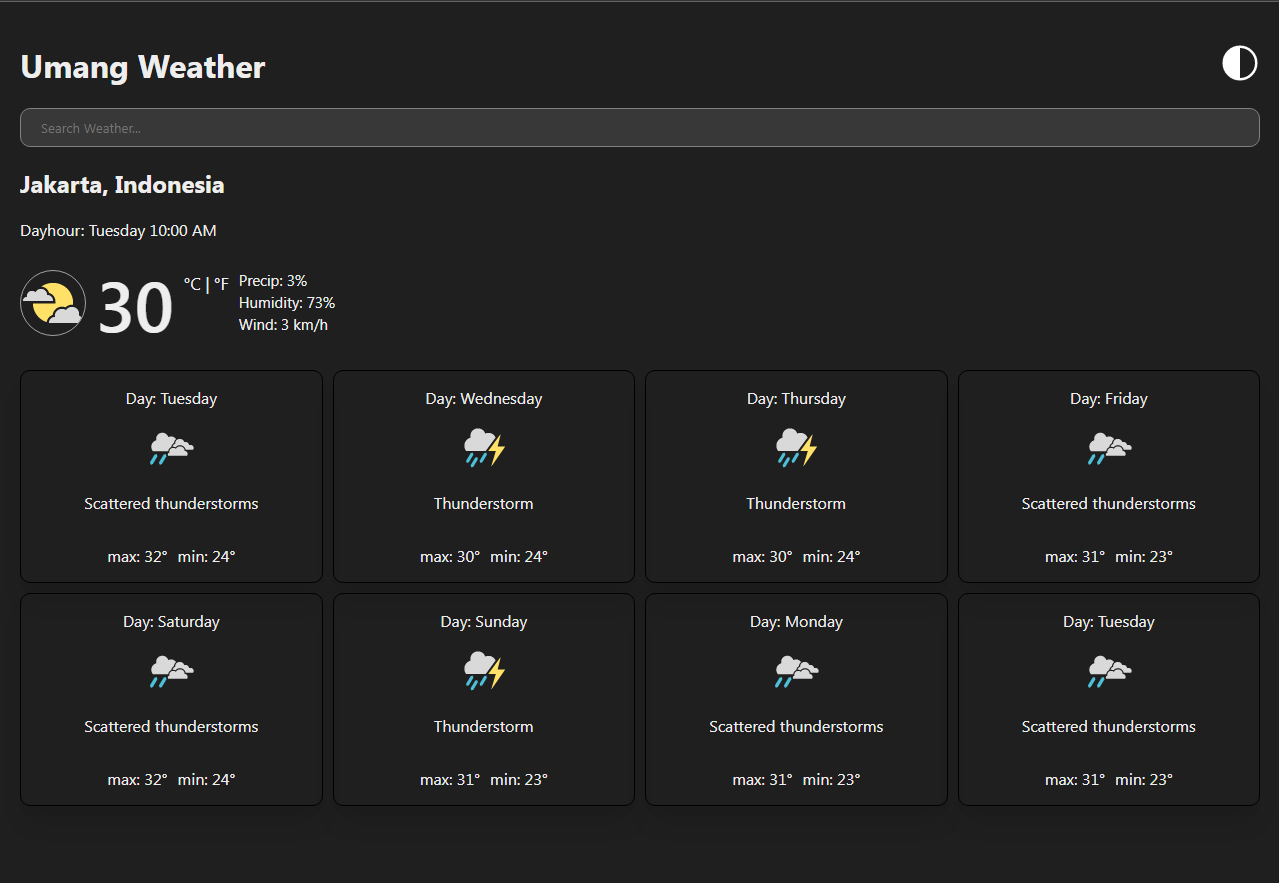 Umang Weather
Search Weather...
Jakarta, Indonesia
Dayhour: Tuesday 10:00 AM
30 °C | °F
Precip: 3%
Humidity: 73%
Wind: 3 km/h
Day: Tuesday
Scattered thunderstorms
max: 32° min: 24°
Day: Wednesday
Thunderstorm
max: 30° min: 24°
Day: Thursday
Thunderstorm
max: 30° min: 24°
Day: Friday
Scattered thunderstorms
max: 31° min: 23°
Day: Saturday
Scattered thunderstorms
max: 32° min: 24°
Day: Sunday
Thunderstorm
max: 31° min: 23°
Day: Monday
Scattered thunderstorms
max: 31° min: 23°
Day: Tuesday
Scattered thunderstorms
max: 31° min: 23°